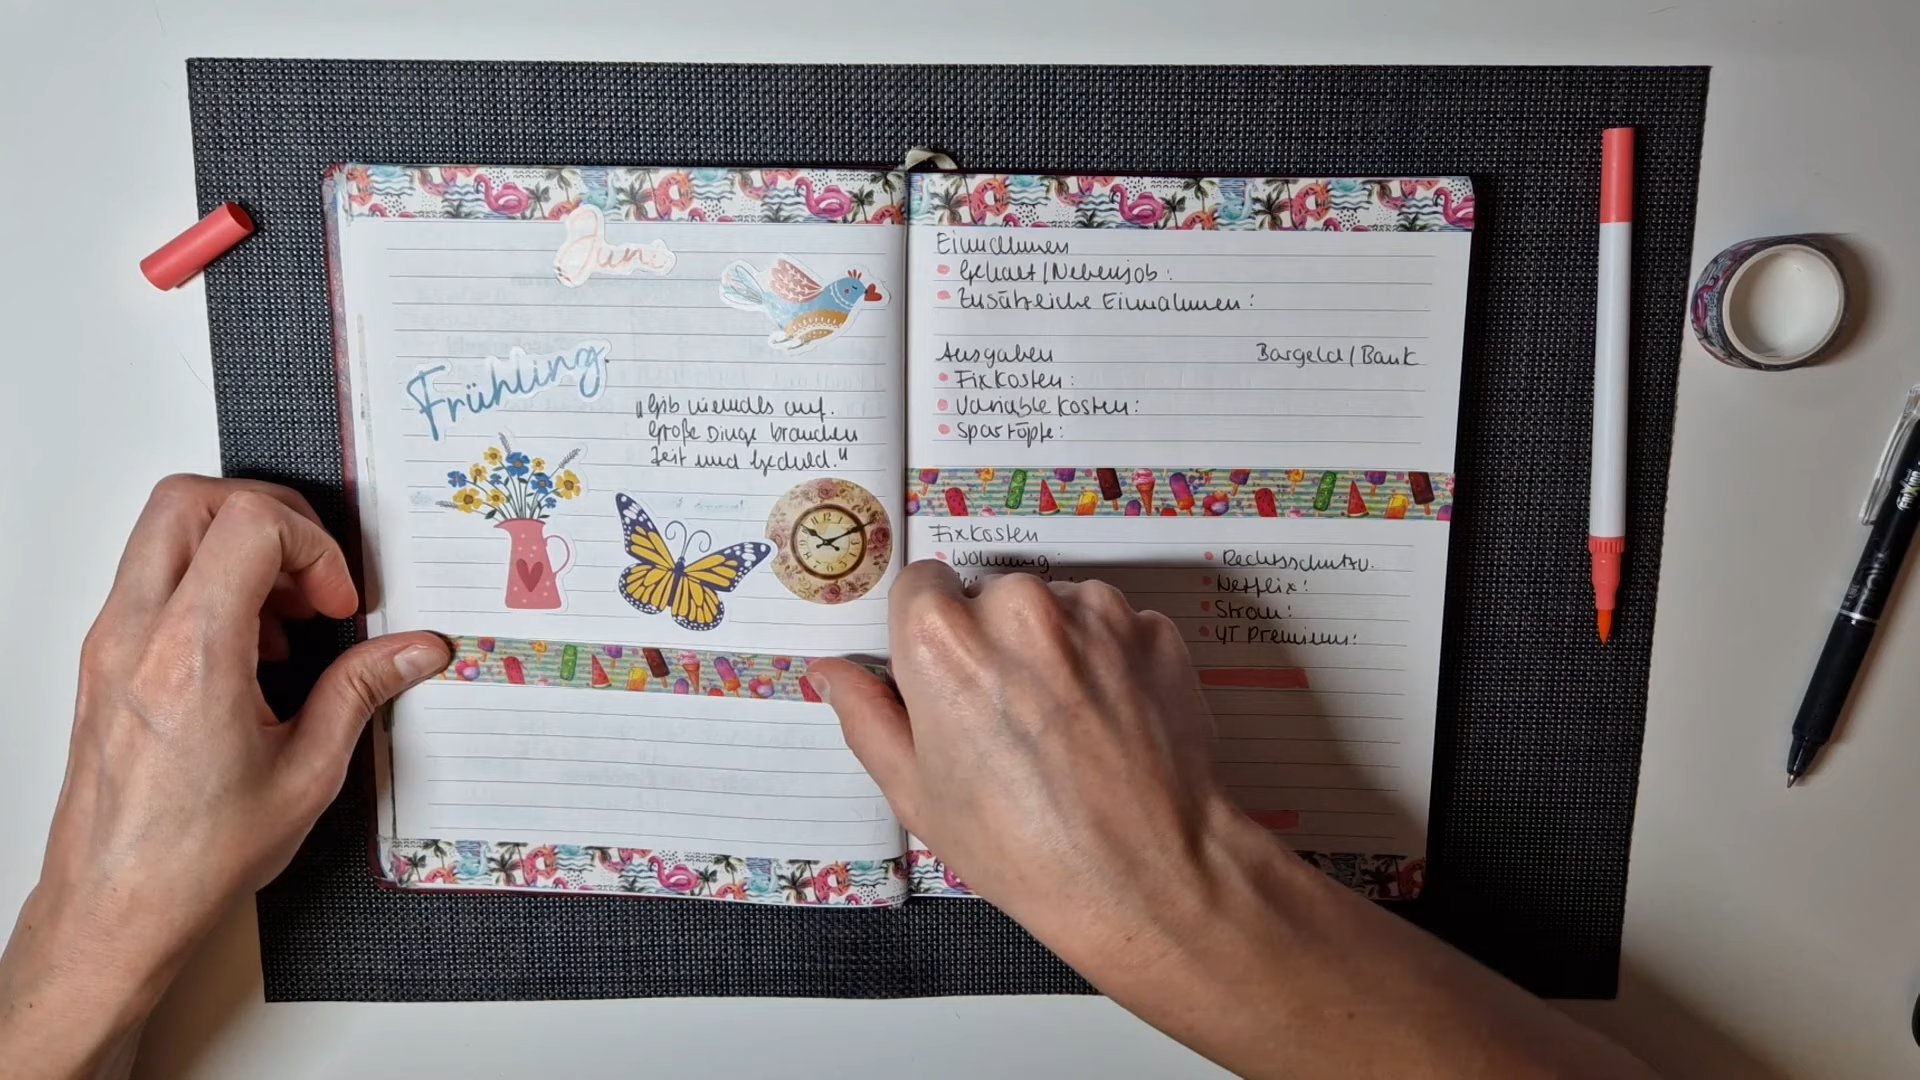 Juni
Frühling
"Gib niemals auf.
Große Dinge brauchen
Zeit und Geduld."
Einnahmen
Gehalt/Nebenjob:
Zusätzliche Einnahmen:
Ausgaben Bargeld/Bank
Fixkosten:
Variable Kosten:
Spartöpfe:
Fixkosten
Wohnung: Rechtsschutzv.
Netflix:
Strom:
YT Premium: